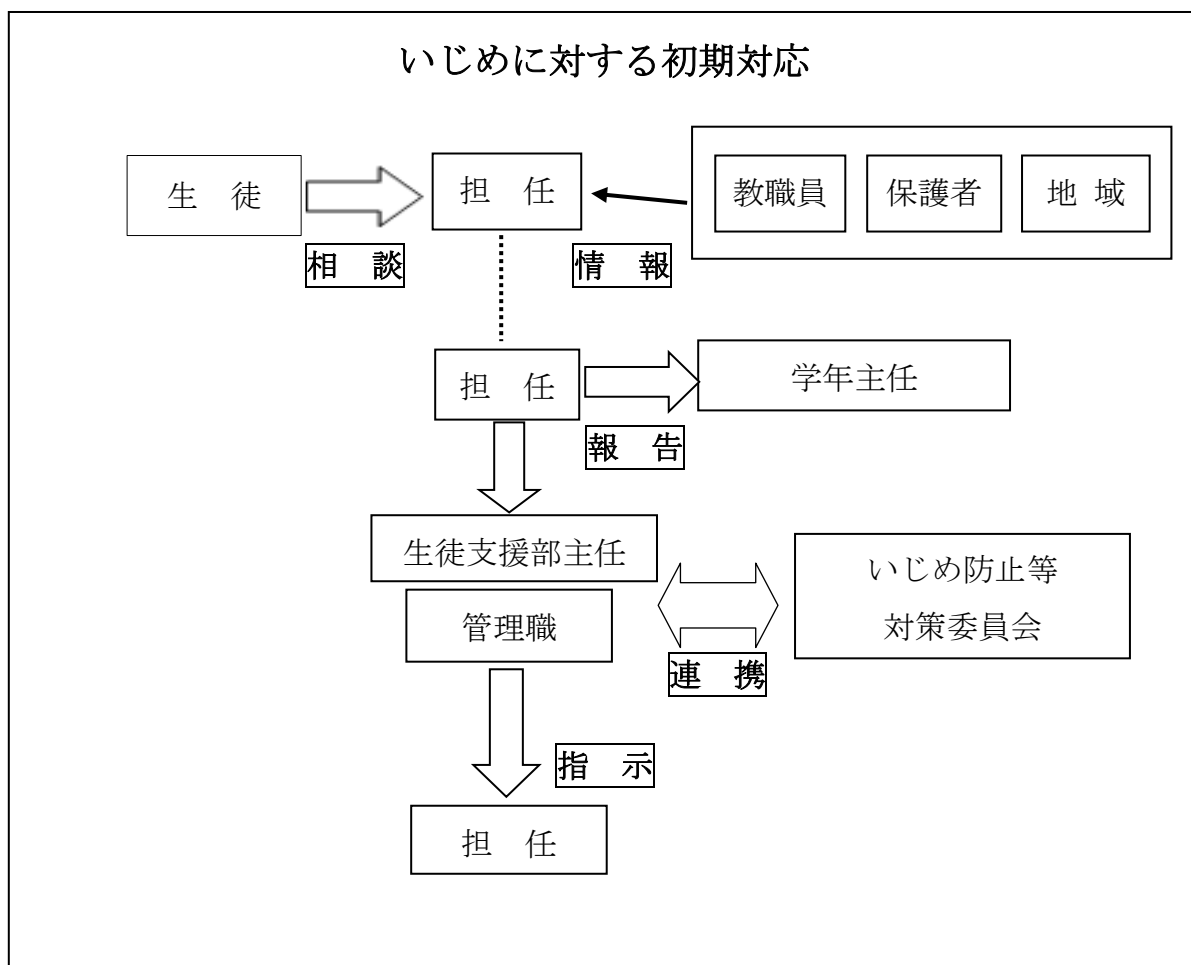 いじめに対する初期対応
生　徒
担　任
教職員
保護者
地 域
相　談
情　報
担　任
学年主任
報　告
生徒支援部主任
管理職
いじめ防止等
対策委員会
連　携
指　示
担　任